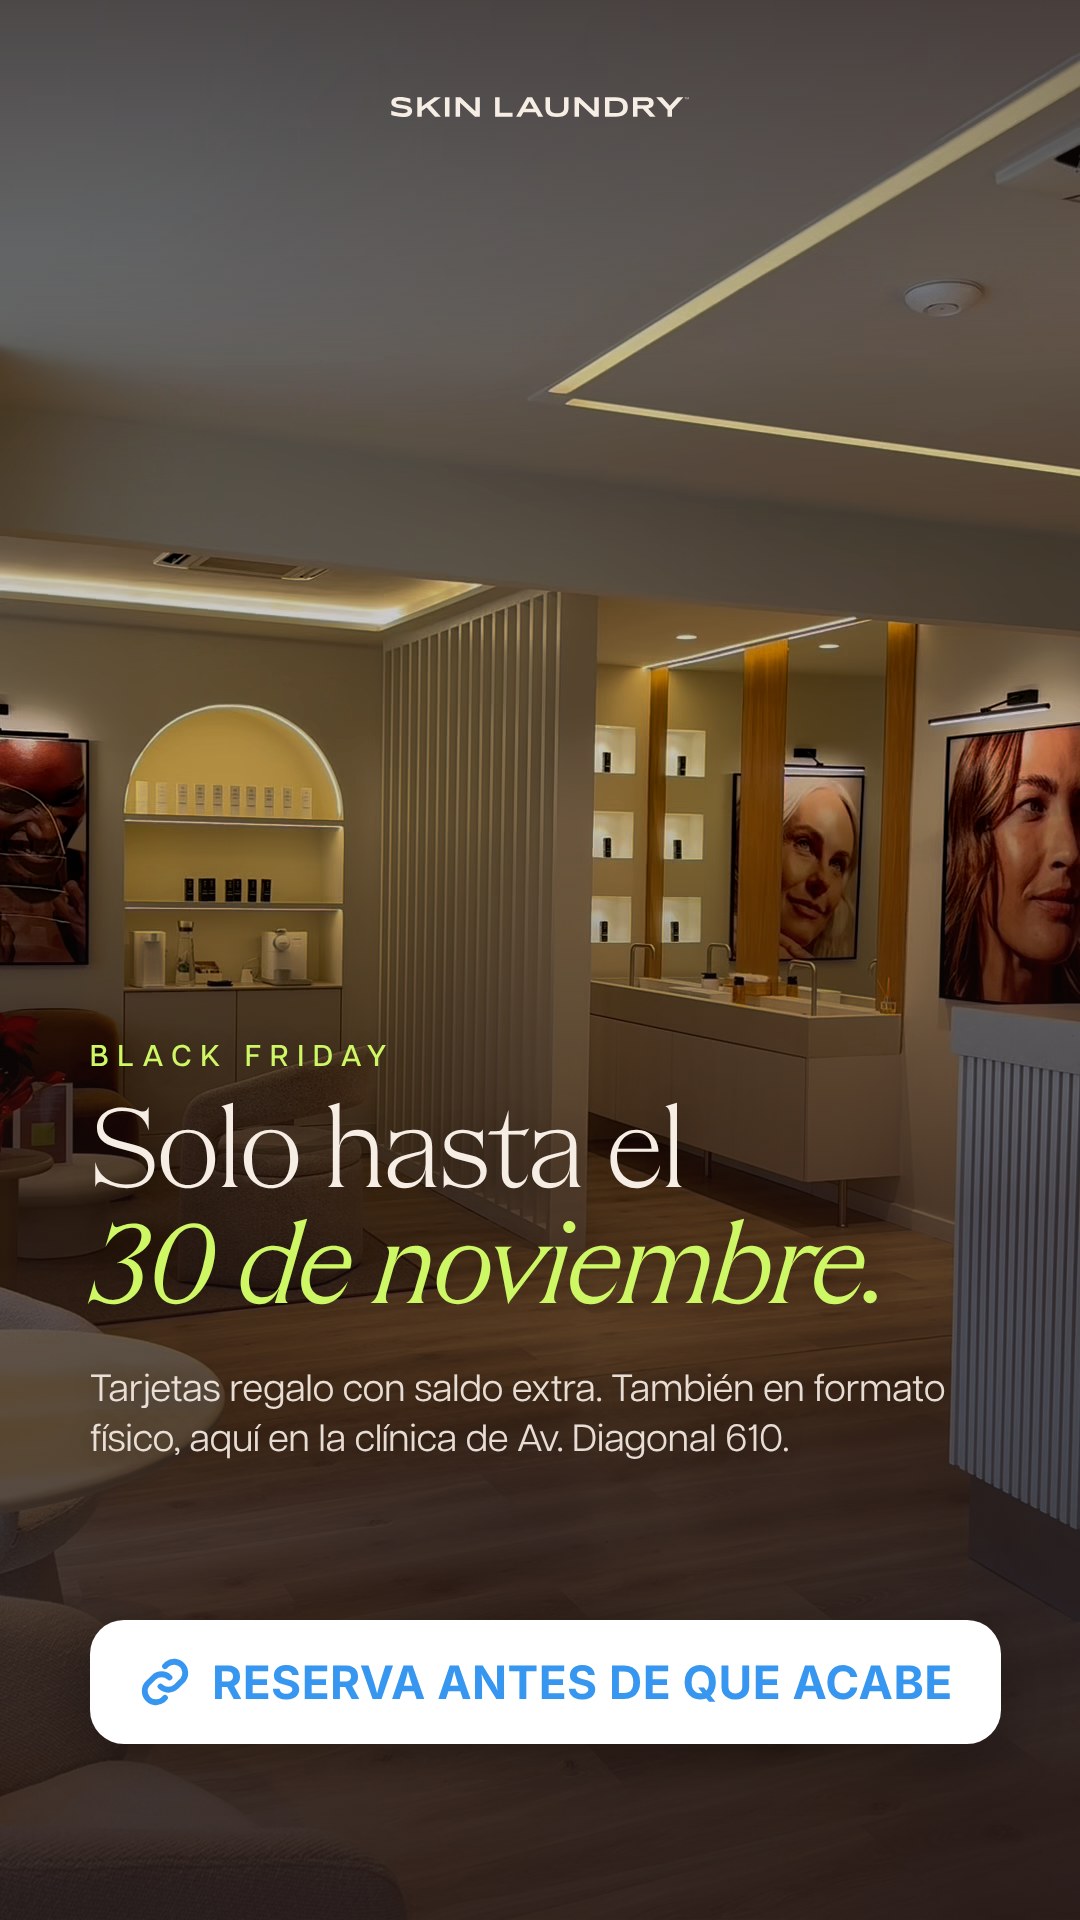 SKIN LAUNDRY™
BLACK FRIDAY
Solo hasta el
30 de noviembre.
Tarjetas regalo con saldo extra. También en formato
físico, aquí en la clínica de Av. Diagonal 610.
RESERVA ANTES DE QUE ACABE